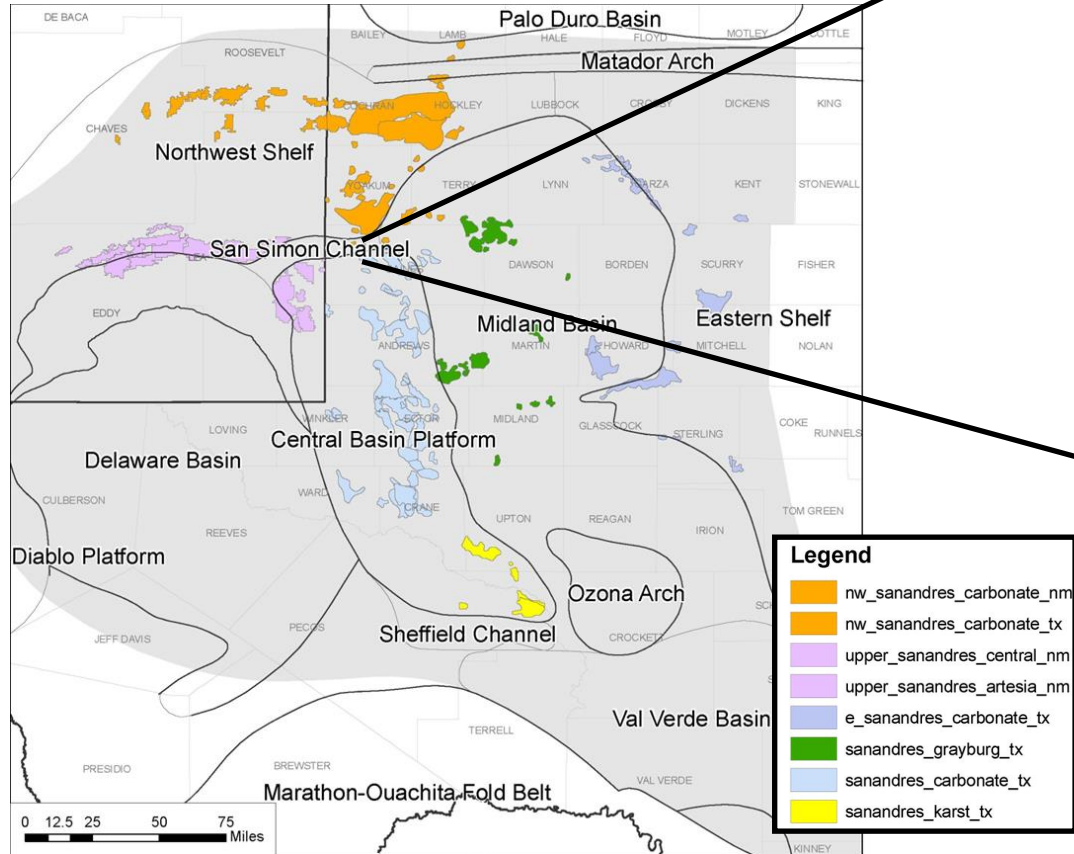 DE BACA
Palo Duro Basin
BAILEY
LAMB
HALE
FLOYD
MOTLEY
COTTLE
ROOSEVELT
Matador Arch
COCHRAN
HOCKLEY
LUBBOCK
CROSBY
DICKENS
KING
CHAVES
Northwest Shelf
YOAKUM
TERRY
LYNN
GARZA
KENT
STONEWALL
San Simon Channel
LEA
GAINES
DAWSON
BORDEN
SCURRY
FISHER
EDDY
Midland Basin
Eastern Shelf
ANDREWS
MARTIN
HOWARD
MITCHELL
NOLAN
WINKLER
ECTOR
MIDLAND
GLASSCOCK
COKE
RUNNELS
LOVING
STERLING
Central Basin Platform
Delaware Basin
CULBERSON
WARD
CRANE
REEVES
UPTON
REAGAN
IRION
TOM GREEN
Diablo Platform
Ozona Arch
JEFF DAVIS
PECOS
Sheffield Channel
CROCKETT
Val Verde Basin
TERRELL
PRESIDIO
BREWSTER
VAL VERDE
Marathon-Ouachita Fold Belt
KINNEY
0 12.5 25 50 75
Miles
Legend
nw_sanandres_carbonate_nm
nw_sanandres_carbonate_tx
upper_sanandres_central_nm
upper_sanandres_artesia_nm
e_sanandres_carbonate_tx
sanandres_grayburg_tx
sanandres_carbonate_tx
sanandres_karst_tx